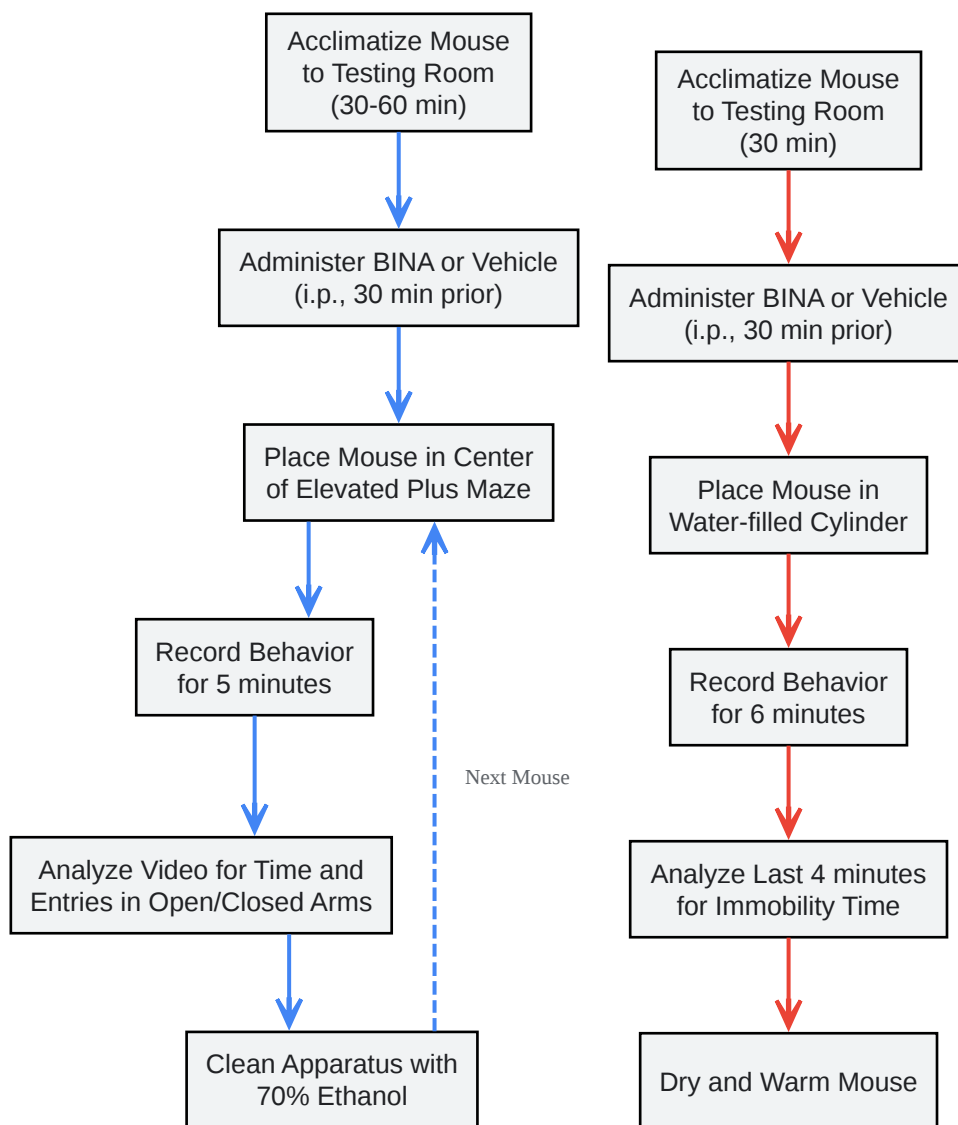 Acclimatize Mouse
to Testing Room
(30-60 min)
Administer BINA or Vehicle
(i.p., 30 min prior)
Place Mouse in Center
of Elevated Plus Maze
Record Behavior
for 5 minutes
Next Mouse
Analyze Video for Time and
Entries in Open/Closed Arms
Clean Apparatus with
70% Ethanol
Acclimatize Mouse
to Testing Room
(30 min)
Administer BINA or Vehicle
(i.p., 30 min prior)
Place Mouse in
Water-filled Cylinder
Record Behavior
for 6 minutes
Analyze Last 4 minutes
for Immobility Time
Dry and Warm Mouse